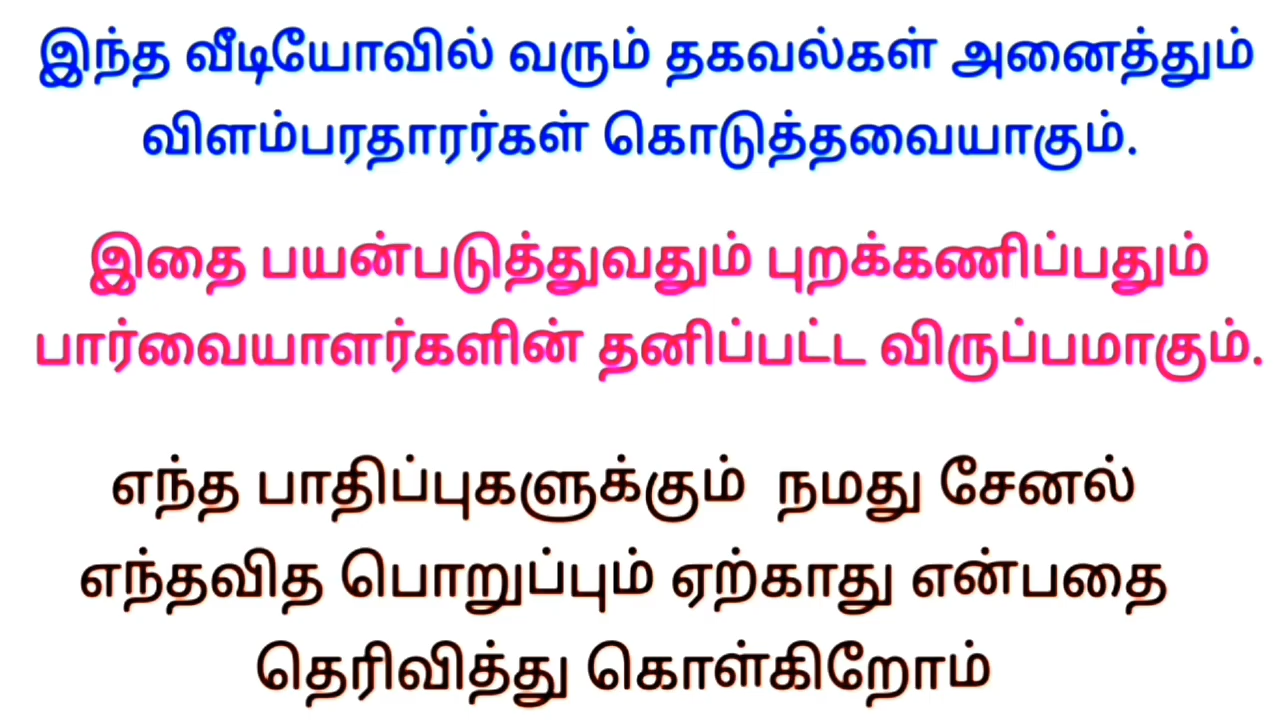 இந்த வீடியோவில் வரும் தகவல்கள் அனைத்தும்
விளம்பரதாரர்கள் கொடுத்தவையாகும்.
இதை பயன்படுத்துவதும் புறக்கணிப்பதும்
பார்வையாளர்களின் தனிப்பட்ட விருப்பமாகும்.
எந்த பாதிப்புகளுக்கும் நமது சேனல்
எந்தவித பொறுப்பும் ஏற்காது என்பதை
தெரிவித்து கொள்கிறோம்